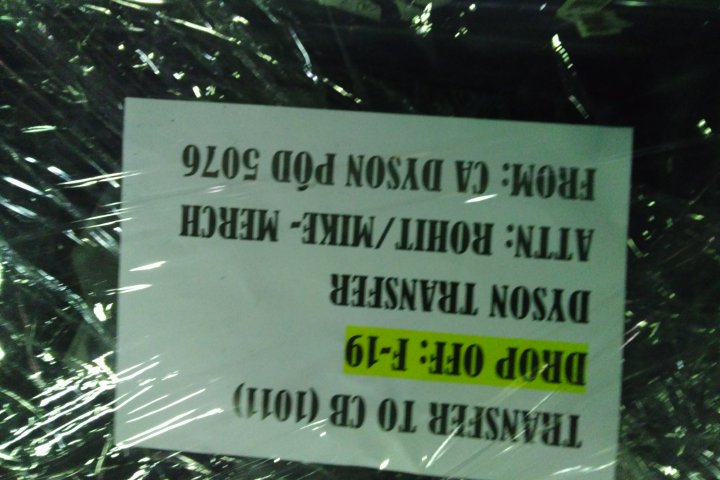 TRANSFER TO CB (1011)
DROP OFF: F-19
DYSON TRANSFER
ATTN: ROHIT/MIKE- MERCH
FROM: CA DYSON POD 5076